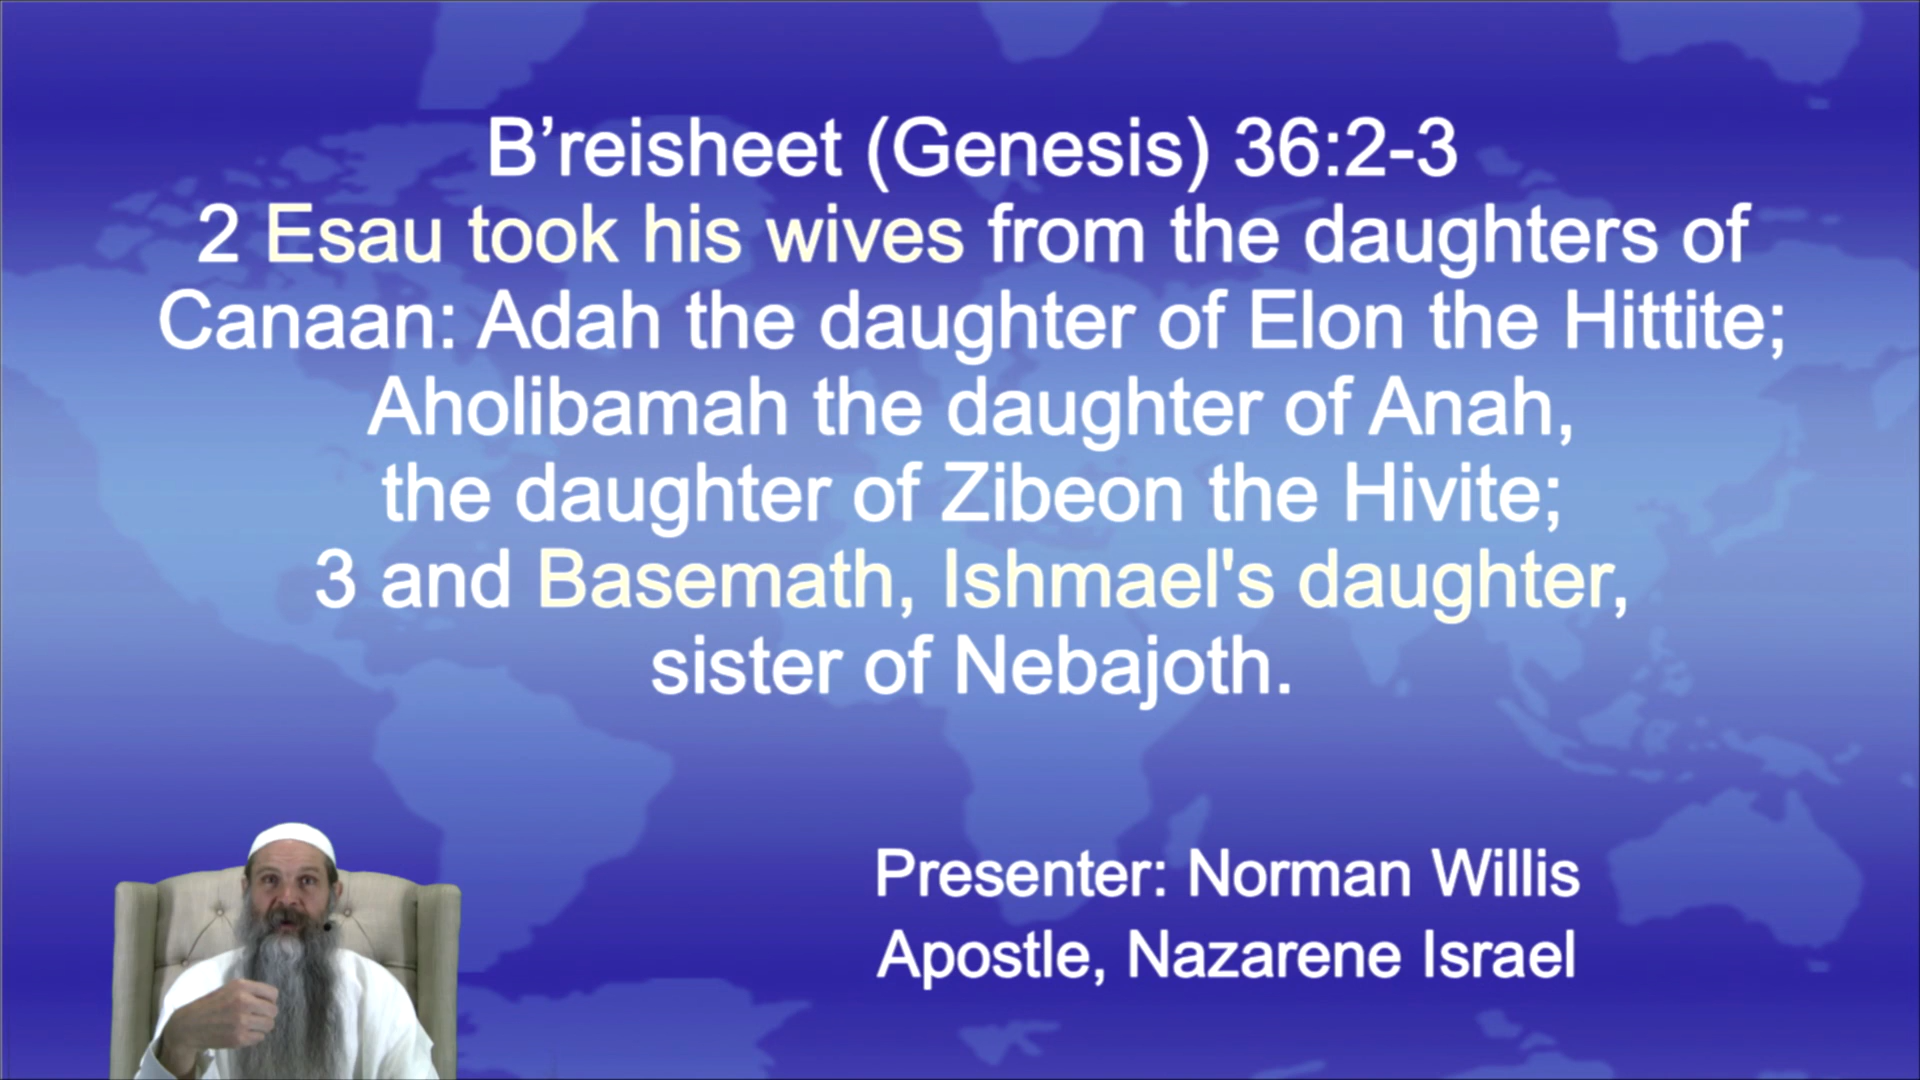 B’reisheet (Genesis) 36:2-3
2 Esau took his wives from the daughters of
Canaan: Adah the daughter of Elon the Hittite;
Aholibamah the daughter of Anah,
the daughter of Zibeon the Hivite;
3 and Basemath, Ishmael's daughter,
sister of Nebajoth.
Presenter: Norman Willis
Apostle, Nazarene Israel